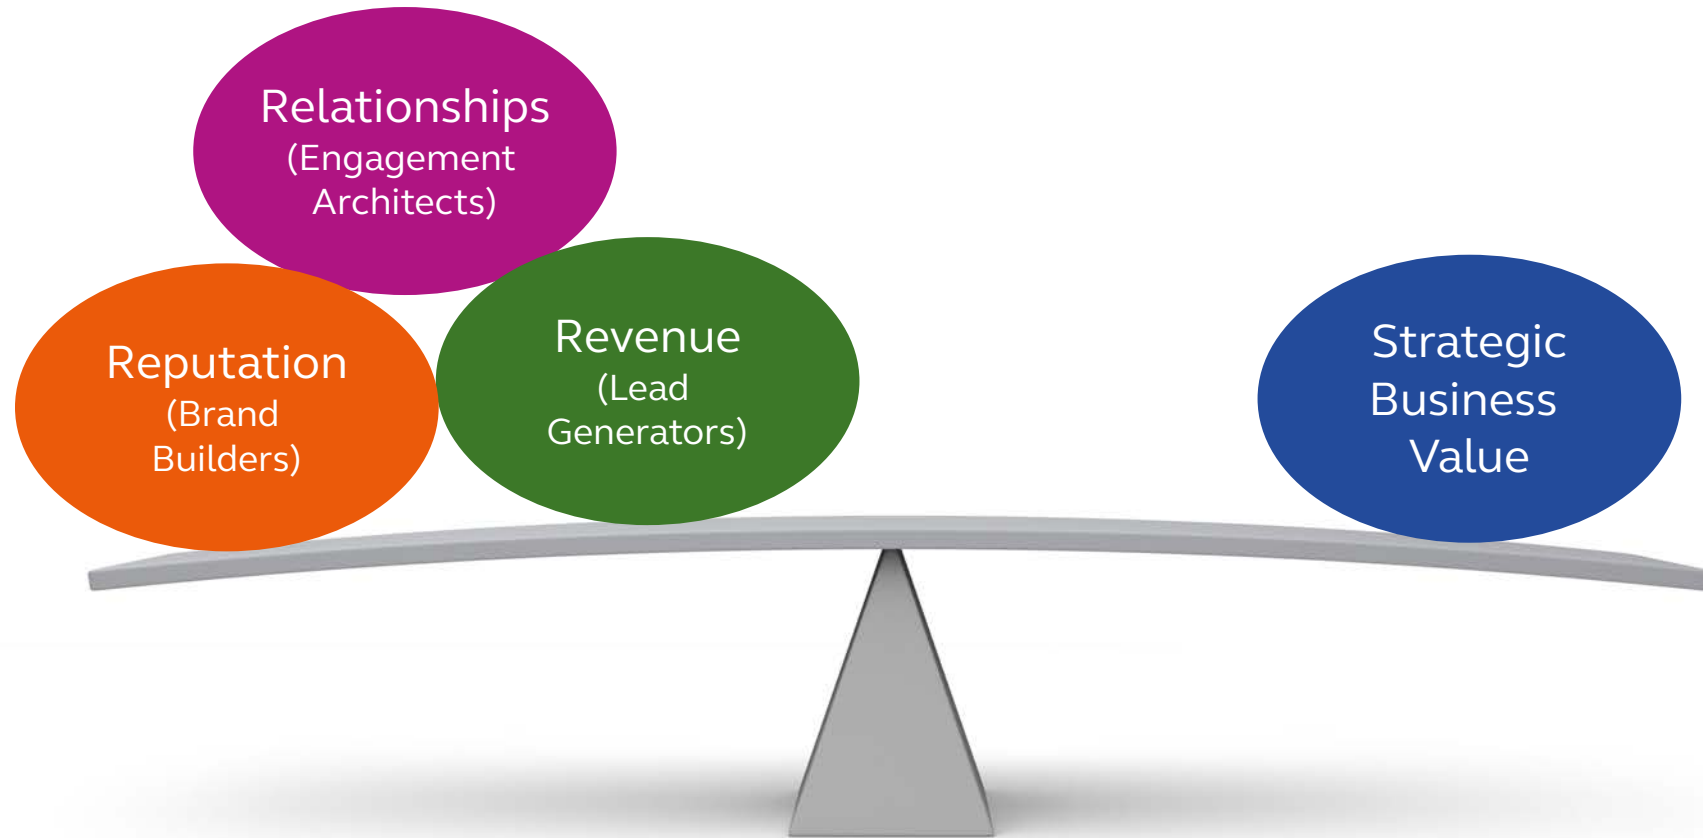 Relationships
(Engagement
Architects)
Reputation
(Brand
Builders)
Revenue
(Lead
Generators)
Strategic
Business
Value